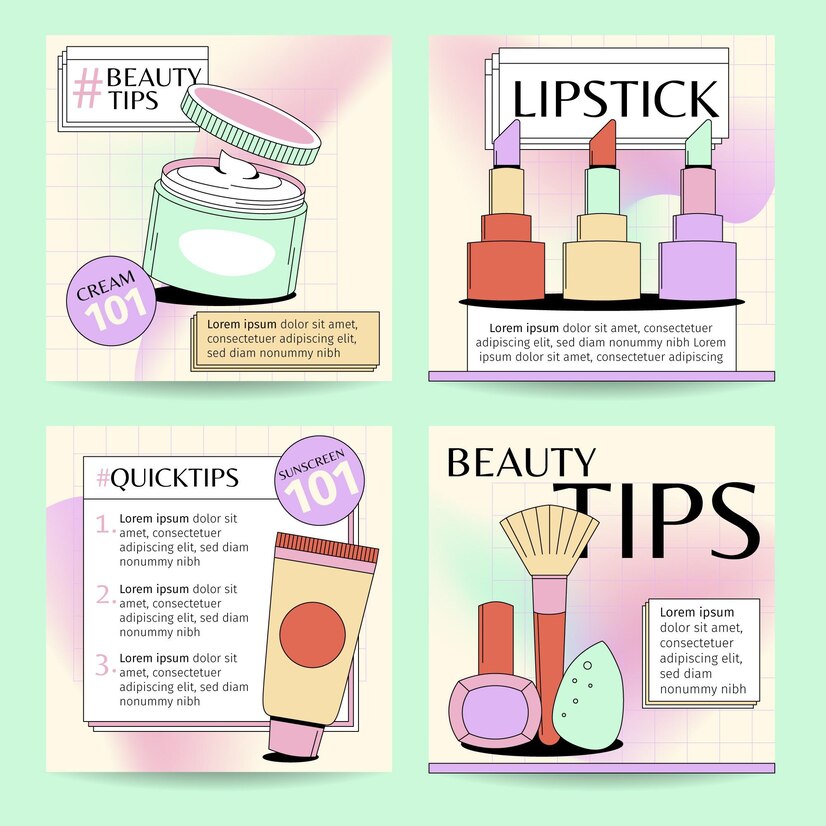 #BEAUTY
TIPS
CREAM
101
Lorem ipsum dolor sit amet,
consectetuer adipiscing elit,
sed diam nonummy nibh
LIPSTICK
Lorem ipsum dolor sit amet, consectetuer
adipiscing elit, sed diam nonummy nibh Lorem
ipsum dolor sit amet, consectetuer adipiscing
#QUICKTIPS
SUNSCREEN
101
1. Lorem ipsum dolor sit
amet, consectetuer
adipiscing elit, sed diam
nonummy nibh
2. Lorem ipsum dolor sit
amet, consectetuer
adipiscing elit, sed diam
nonummy nibh
3. Lorem ipsum dolor sit
amet, consectetuer
adipiscing elit, sed diam
nonummy nibh
BEAUTY
TIPS
Lorem ipsum
dolor sit amet,
consectetuer
adipiscing elit,
sed diam
nonummy nibh